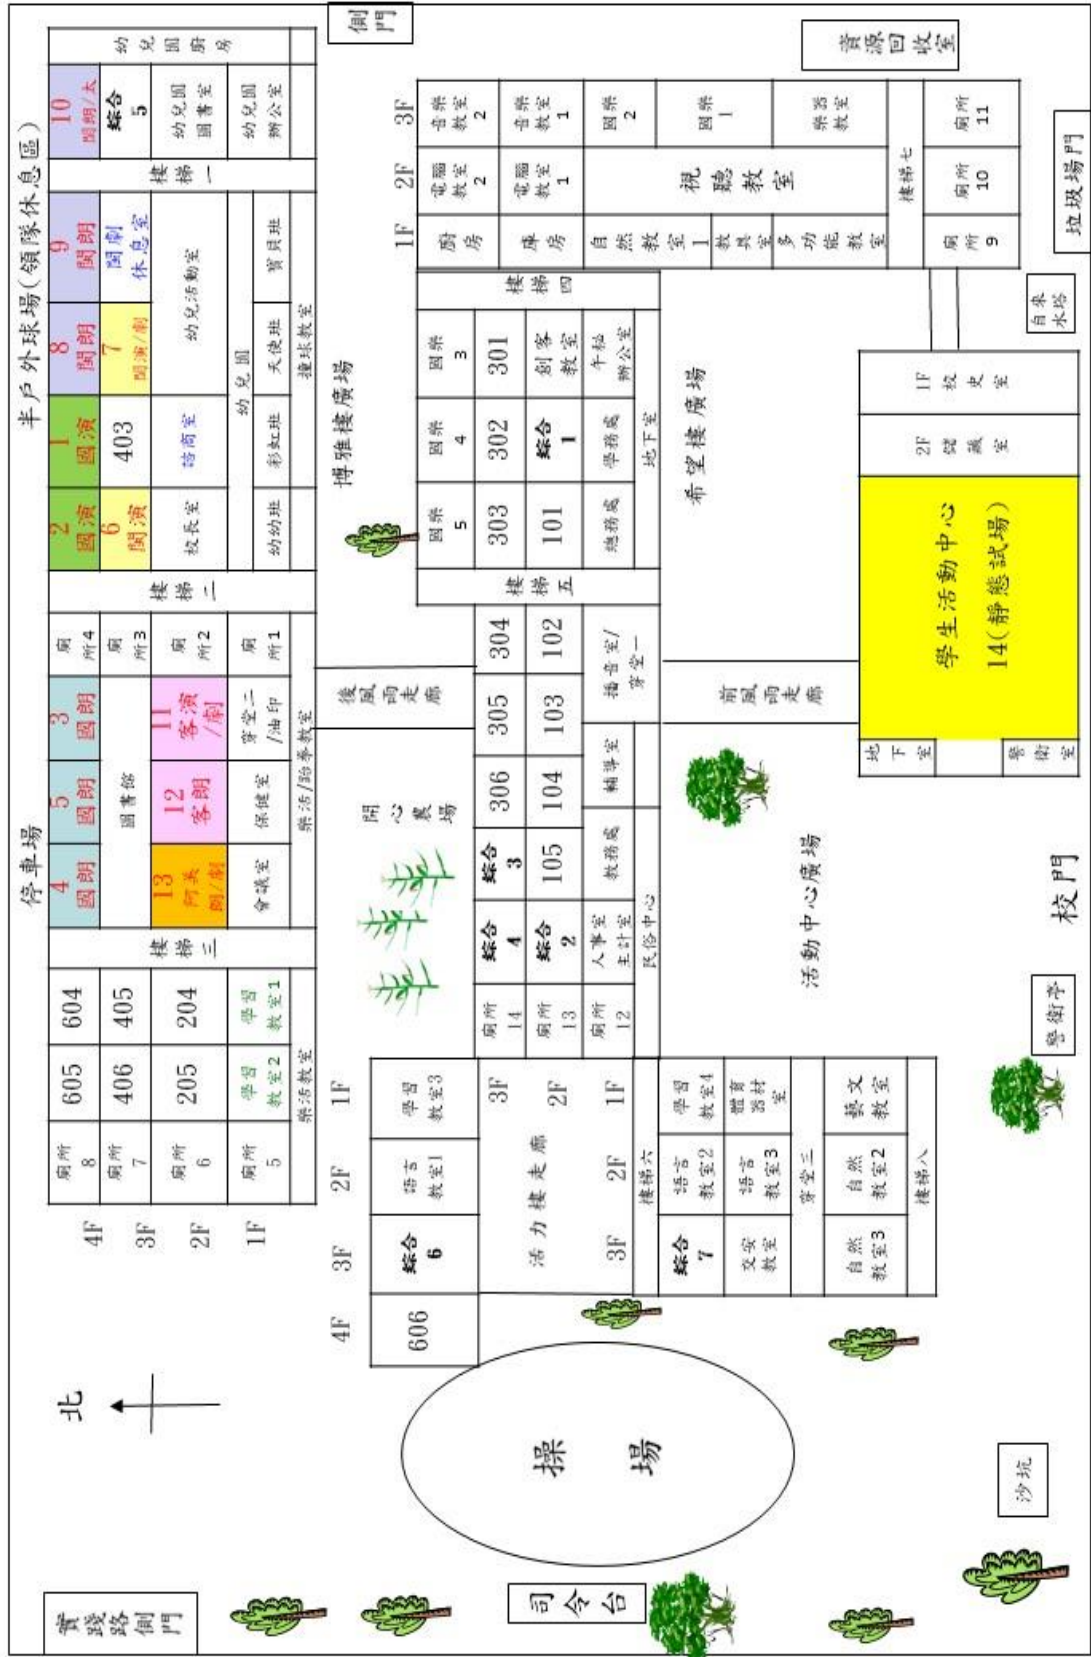 實踐路側門
北
停車場
半戶外球場(領隊休息區)
側門
4F
廁所8
605
604
樓梯三
4
國朗
5
國朗
3
國朗
廁所4
樓梯二
2
國演
1
國演
8
閩朗
9
閩朗
樓梯一
10
閩朗/太
幼兒園廚房
3F
廁所7
406
405
圖書館
廁所3
6
閩演
403
7
閩演/劇
閩劇
休息室
綜合
5
2F
廁所6
205
204
13
阿美
朗/劇
12
客朗
11
客演
/劇
廁所2
校長室
諮商室
幼兒活動室
幼兒園
圖書室
1F
廁所5
學習
教室2
學習
教室1
會議室
保健室
穿堂二
/油印
廁所1
幼兒園
幼幼班
彩虹班
天使班
寶貝班
幼兒園
辦公室
樂活教室
樂活/跆拳教室
撞球教室
4F
3F
2F
1F
606
綜合
6
語言
教室1
學習
教室3
開心農場
後風雨走廊
博雅樓廣場
活力樓走廊
3F
2F
1F
廁所14
綜合
4
綜合
3
306
305
304
樓梯五
國樂
5
國樂
4
國樂
3
樓梯四
303
302
301
廁所13
綜合
2
105
104
103
102
101
綜合
1
創客
教室
廁所12
人事室
主計室
教務處
輔導室
播音室/
穿堂一
總務處
學務處
午秘
辦公室
民俗中心
地下室
1F
2F
3F
廚房
庫房
自然教室1
教具室
多功能教室
電腦
教室
2
電腦
教室
1
視聽教室
音樂
教室
2
音樂
教室
1
國樂
2
國樂
1
樂器
教室
樓梯七
廁所
9
廁所
10
廁所
11
資源回收室
垃圾場門
自來
水塔
操場
司令台
3F
2F
樓梯六
綜合
7
語言
教室2
學習
教室4
交安
教室
語言
教室3
體育
器材
室
穿堂三
自然
教室3
自然
教室2
藝文
教室
樓梯八
活動中心廣場
前風雨走廊
希望樓廣場
地下室
警衛室
學生活動中心
14(靜態試場)
2F
儲藏室
1F
校史室
沙坑
警衛亭
校門